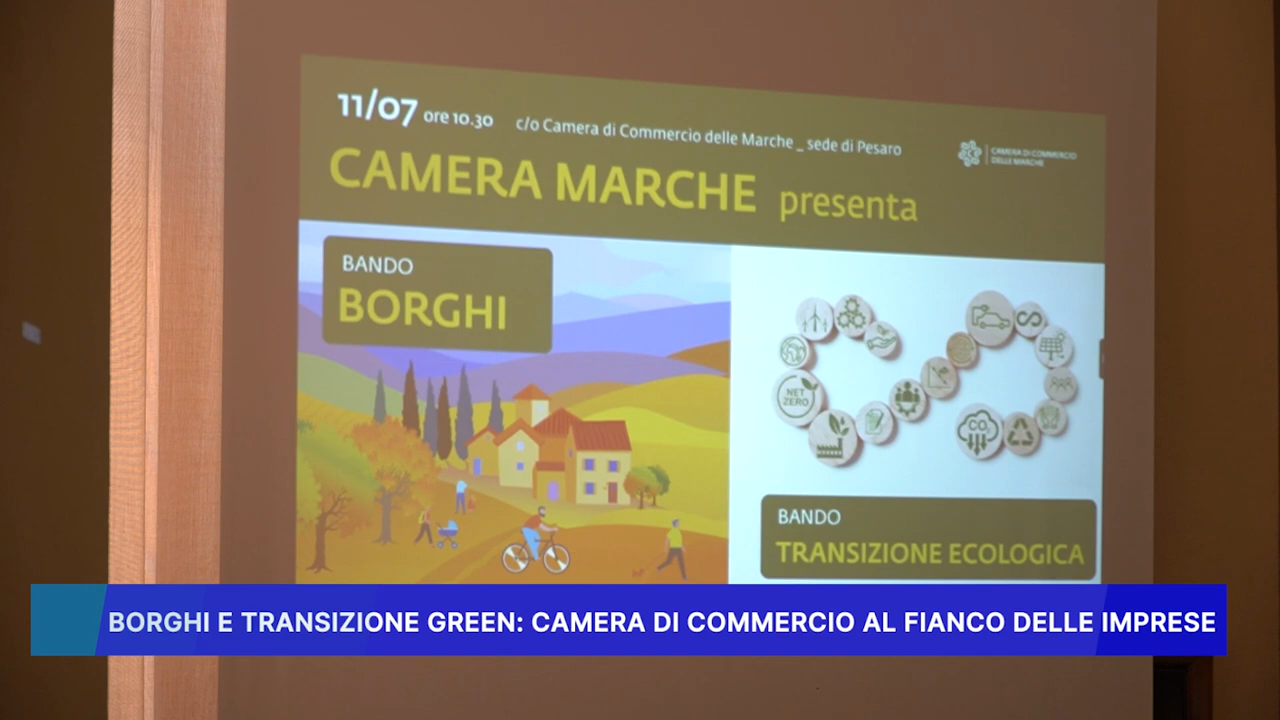 11/07 ore 10.30 c/o Camera di Commercio delle Marche _ sede di Pesaro
CAMERA DI COMMERCIO
DELLE MARCHE
CAMERA MARCHE presenta
BANDO
BORGHI
NET
ZERO
CO2
BANDO
TRANSIZIONE ECOLOGICA
BORGHI E TRANSIZIONE GREEN: CAMERA DI COMMERCIO AL FIANCO DELLE IMPRESE